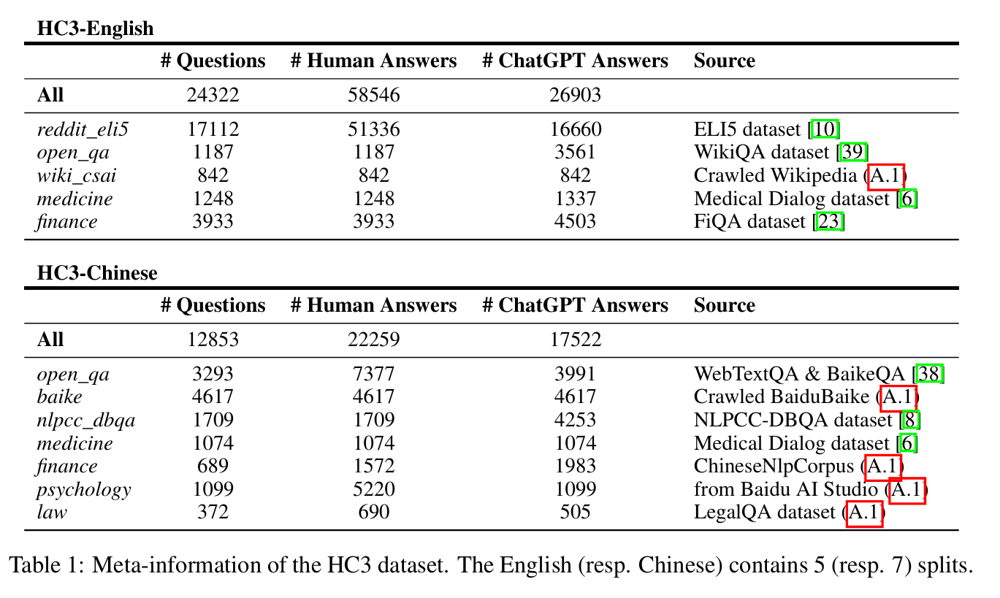 HC3-English
# Questions # Human Answers # ChatGPT Answers Source
All 24322 58546 26903
reddit_eli5 17112 51336 16660 ELI5 dataset [10]
open_qa 1187 1187 3561 WikiQA dataset [39]
wiki_csai 842 842 842 Crawled Wikipedia (A.1)
medicine 1248 1248 1337 Medical Dialog dataset [6]
finance 3933 3933 4503 FiQA dataset [23]
HC3-Chinese
# Questions # Human Answers # ChatGPT Answers Source
All 12853 22259 17522
open_qa 3293 7377 3991 WebTextQA & BaikeQA [38]
baike 4617 4617 4617 Crawled BaiduBaike (A.1)
nlpcc_dbqa 1709 1709 4253 NLPCC-DBQA dataset [8]
medicine 1074 1074 1074 Medical Dialog dataset [6]
finance 689 1572 1983 ChineseNlpCorpus (A.1)
psychology 1099 5220 1099 from Baidu AI Studio (A.1)
law 372 690 505 LegalQA dataset (A.1)
Table 1: Meta-information of the HC3 dataset. The English (resp. Chinese) contains 5 (resp. 7) splits.